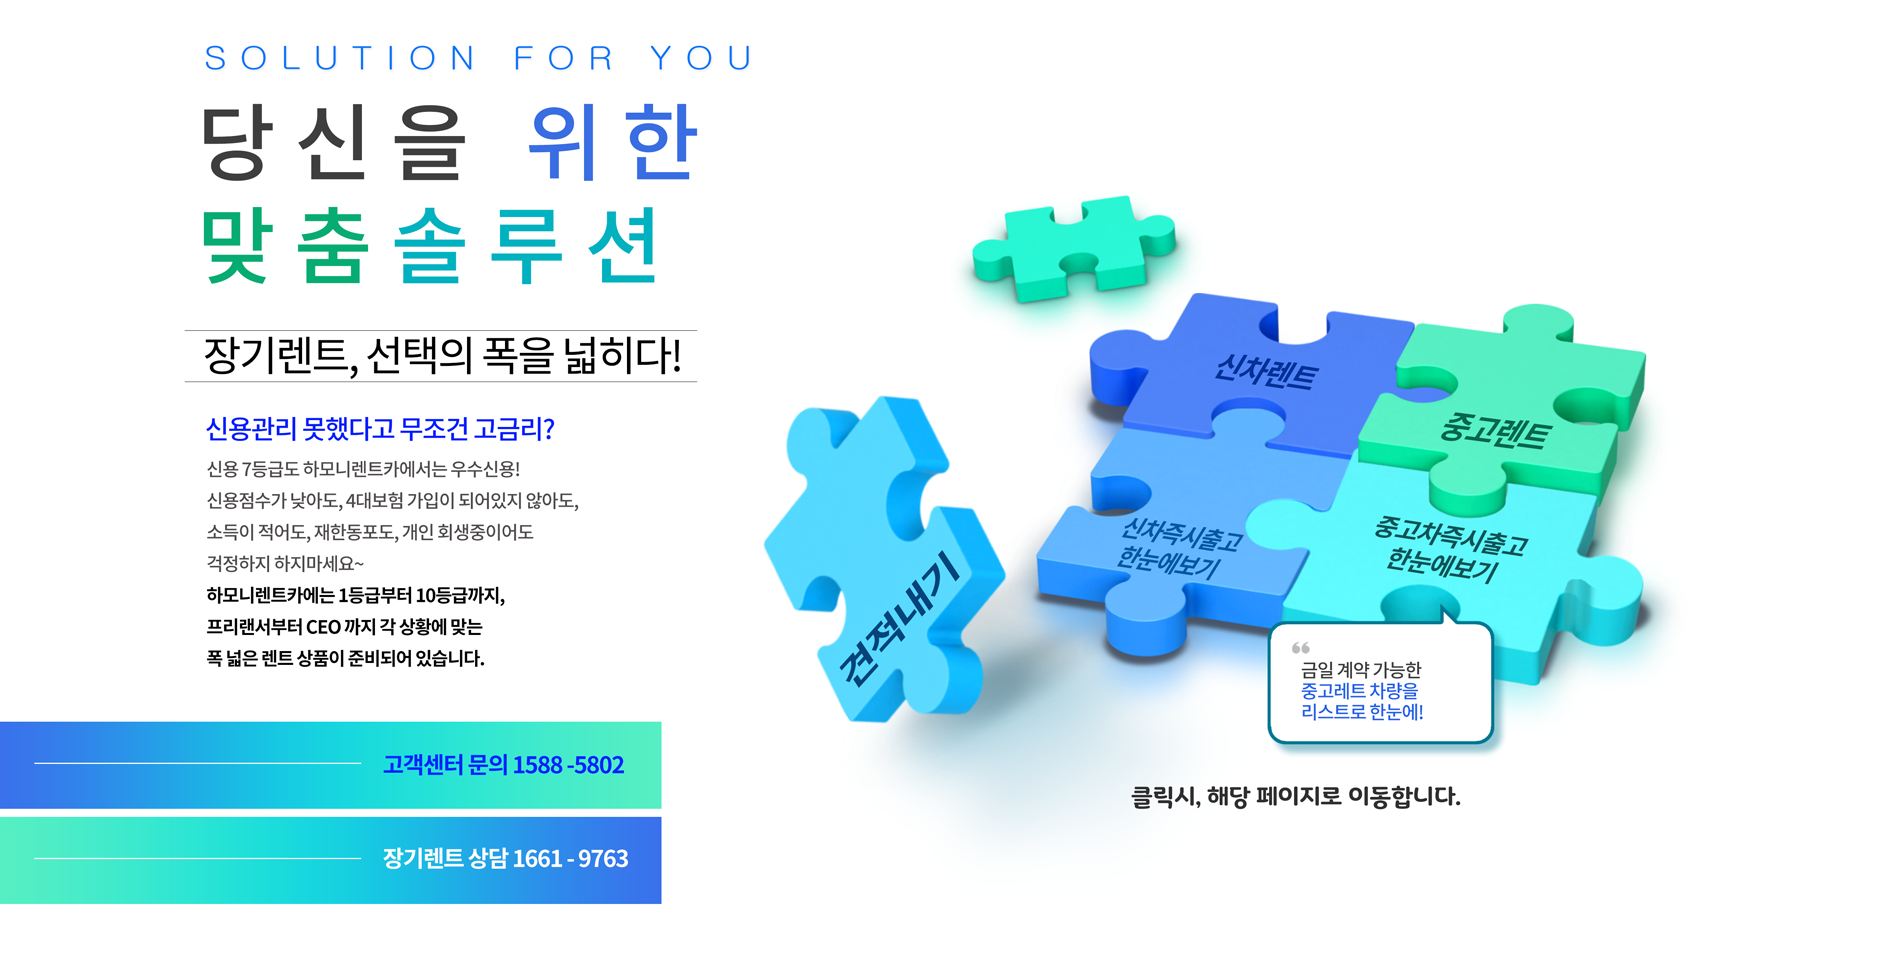 SOLUTION FOR YOU
당신을 위한
맞춤솔루션
장기렌트, 선택의 폭을 넓히다!
신용관리 못했다고 무조건 고금리?
신용 7등급도 하모니렌트카에서는 우수신용!
신용점수가 낮아도, 4대보험 가입이 되어있지 않아도,
소득이 적어도, 재한동포도, 개인 회생중이어도
걱정하지 하지마세요~
하모니렌트카에는 1등급부터 10등급까지,
프리랜서부터 CEO 까지 각 상황에 맞는
폭 넓은 렌트 상품이 준비되어 있습니다.
고객센터 문의 1588 -5802
장기렌트 상담 1661 - 9763
신차렌트
중고렌트
신차즉시출고
한눈에보기
중고차즉시출고
한눈에보기
견적내기
“
금일 계약 가능한
중고레트 차량을
리스트로 한눈에!
클릭시, 해당 페이지로 이동합니다.